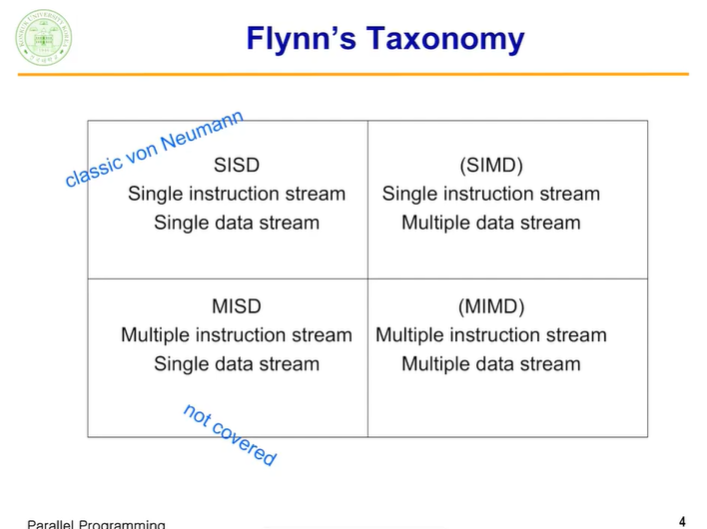 Flynn's Taxonomy
classic von Neumann
SISD
Single instruction stream
Single data stream
(SIMD)
Single instruction stream
Multiple data stream
MISD
Multiple instruction stream
Single data stream
not covered
(MIMD)
Multiple instruction stream
Multiple data stream
Parallel Programming
4